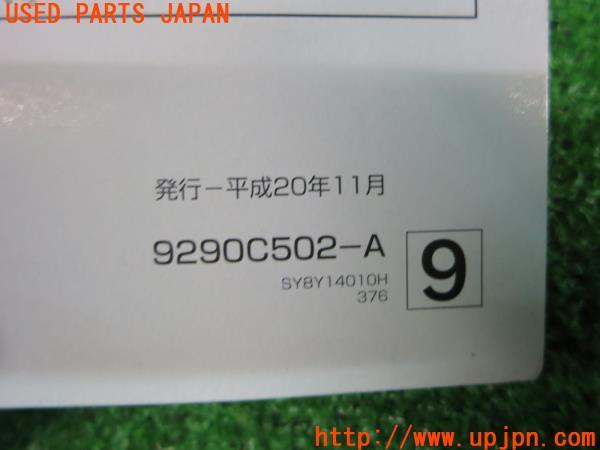 USED PARTS JAPAN
発行−平成20年11月
9290C502−A
9
SY8Y14010H
376
http://www.upjpn.com